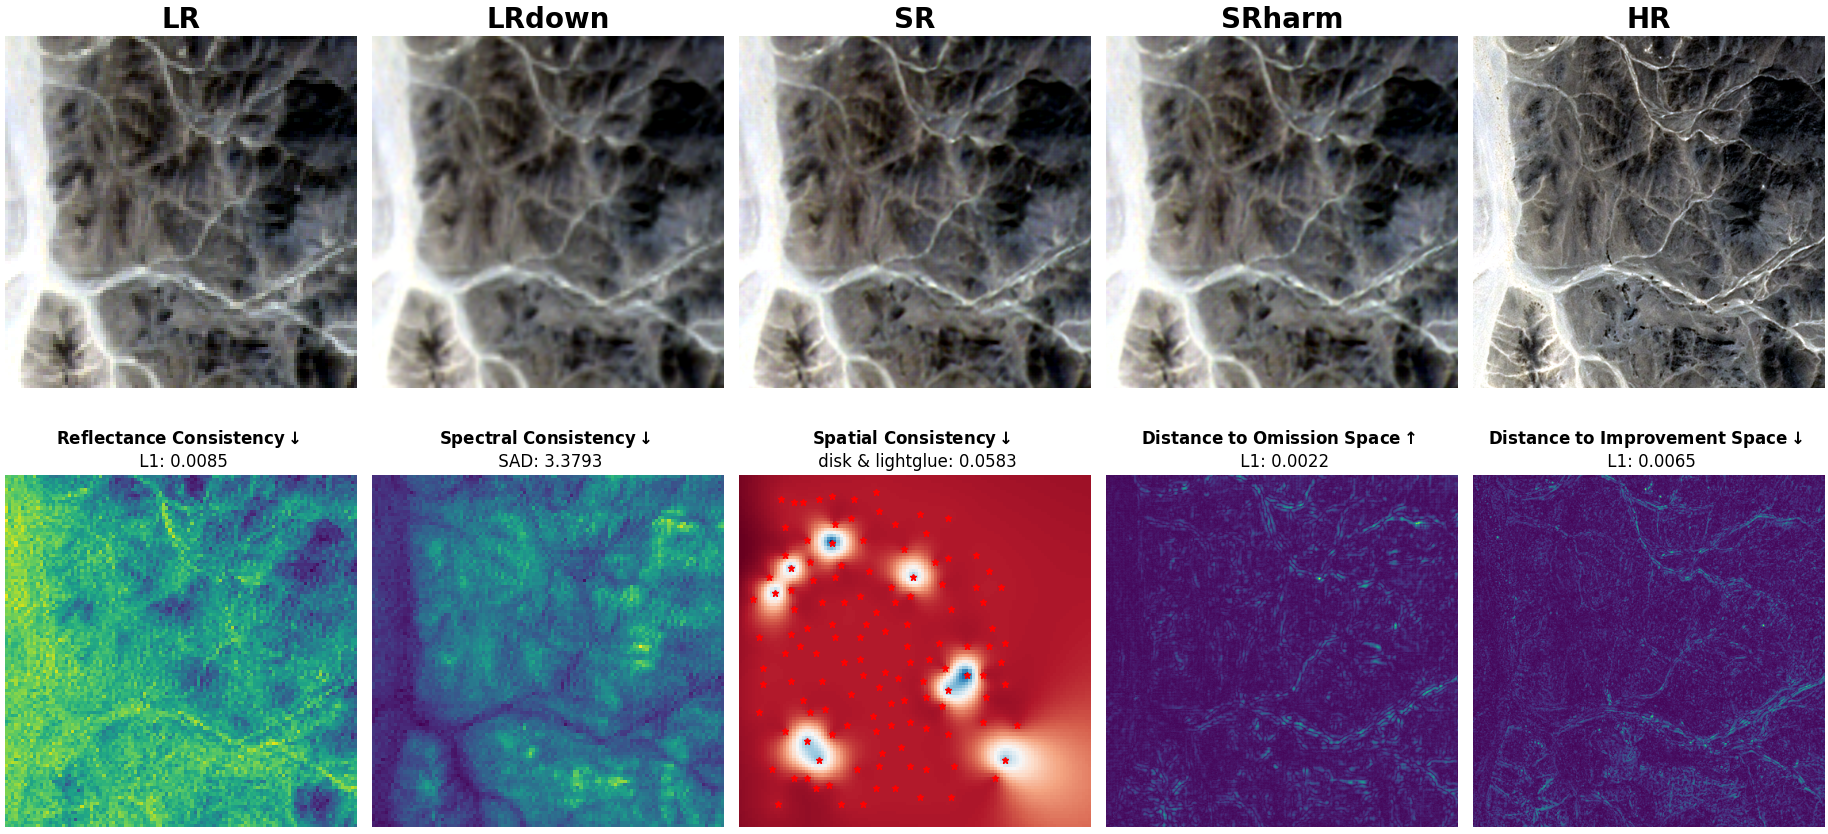 LR
LRdown
SR
SRharm
HR
Reflectance Consistency ↓
L1: 0.0085
Spectral Consistency ↓
SAD: 3.3793
Spatial Consistency ↓
disk & lightglue: 0.0583
Distance to Omission Space ↑
L1: 0.0022
Distance to Improvement Space ↓
L1: 0.0065